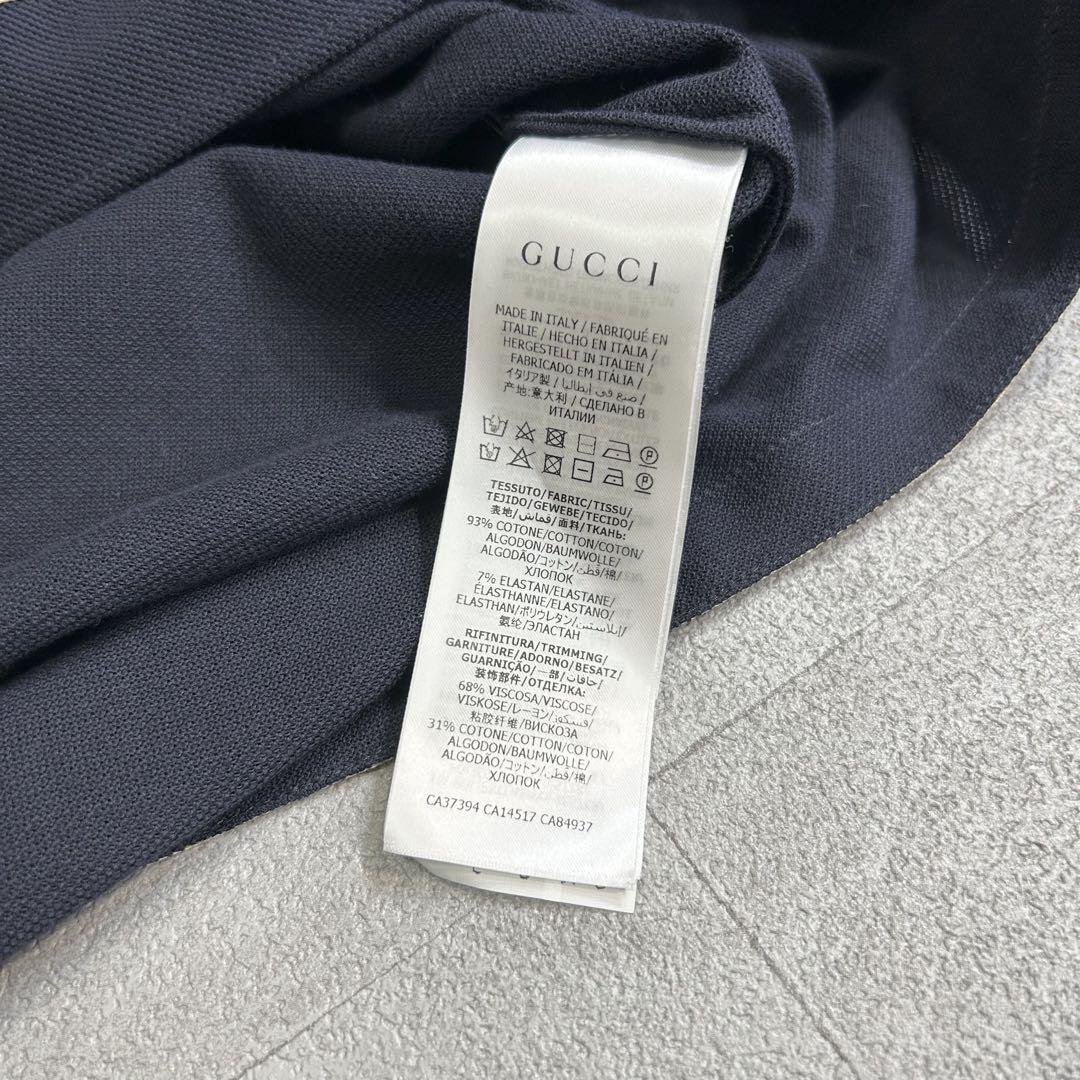 GUCCI
MADE IN ITALY / FABRIQUÉ EN
ITALIE / HECHO EN ITALIA /
HERGESTELLT IN ITALIEN /
FABRICADO EM ITÁLIA /
イタリア製 / صنع في إيطاليا /
产地:意大利 / СДЕЛАНО В
ИТАЛИИ
TESSUTO/FABRIC/TISSU/
TEJIDO/GEWEBE/TECIDO/
表地/قماش/面料/ТКАНЬ:
93% COTONE/COTTON/COTON/
ALGODON/BAUMWOLLE/
ALGODÃO/コットン/قطن/棉/
ХЛОПОК
7% ELASTAN/ELASTANE/
ÉLASTHANNE/ELASTANO/
ELASTHAN/ポリウレタン/إيلاستين/
氨纶/ЭЛАСТАН
RIFINITURA/TRIMMING/
GARNITURE/ADORNO/BESATZ/
GUARNIÇÃO/一部/حافات/
装饰部件/ОТДЕЛКА:
68% VISCOSA/VISCOSE/
VISKOSE/レーヨン/فسكوز/
粘胶纤维/ВИСКОЗА
31% COTONE/COTTON/COTON/
ALGODON/BAUMWOLLE/
ALGODÃO/コットン/قطن/棉/
ХЛОПОК
CA37394 CA14517 CA84937